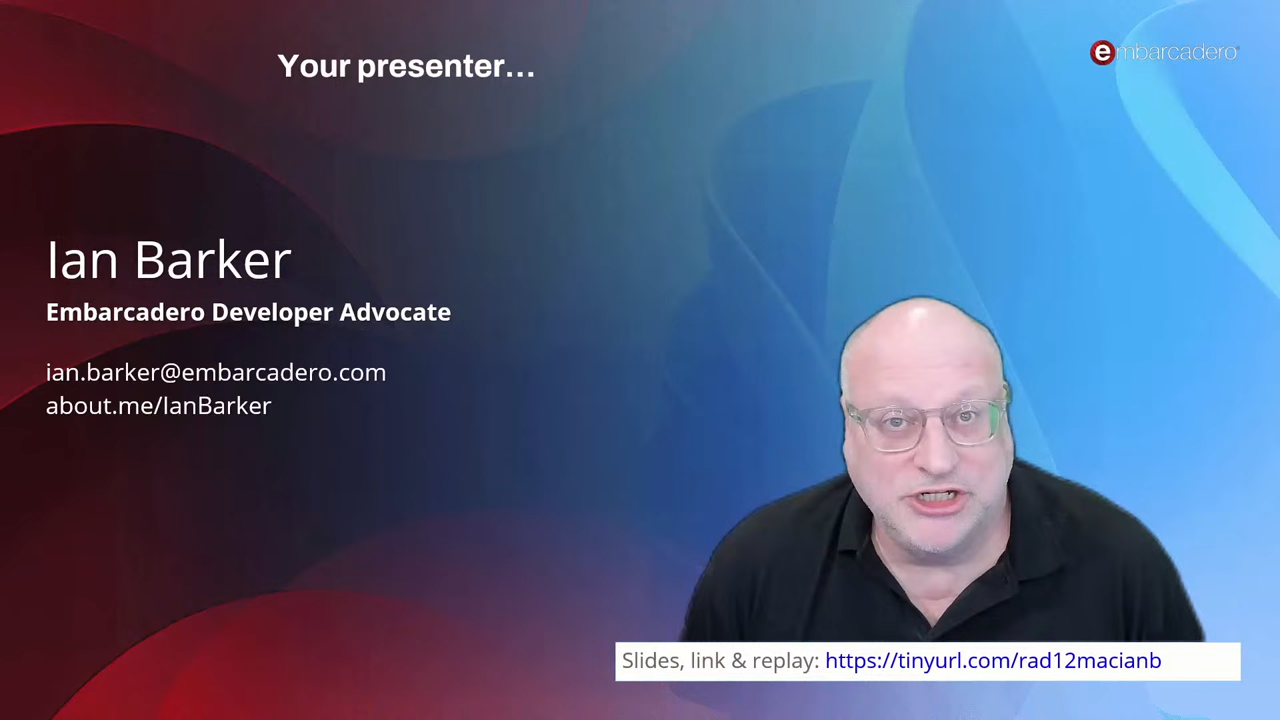 Your presenter...
embarcadero
Ian Barker
Embarcadero Developer Advocate
ian.barker@embarcadero.com
about.me/IanBarker
Slides, link & replay: https://tinyurl.com/rad12macianb